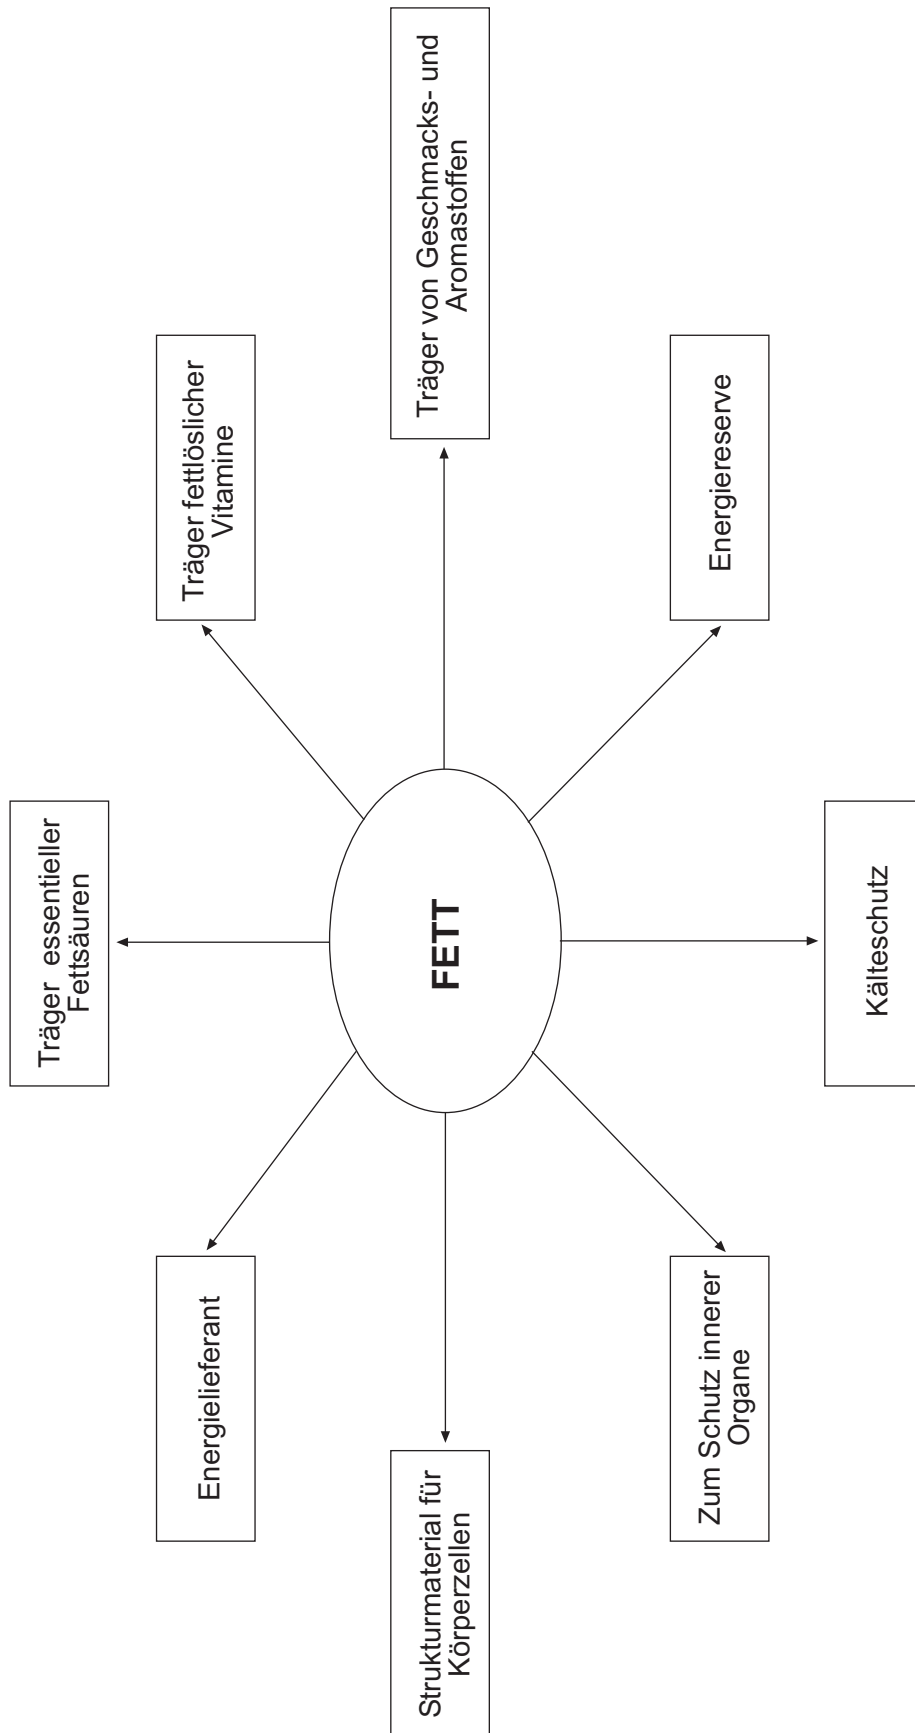 Träger essentieller
Fettsäuren
Energielieferant
Träger fettlöslicher
Vitamine
Strukturmaterial für
Körperzellen
FETT
Träger von Geschmacks- und
Aromastoffen
Zum Schutz innerer
Organe
Energiereserve
Kälteschutz